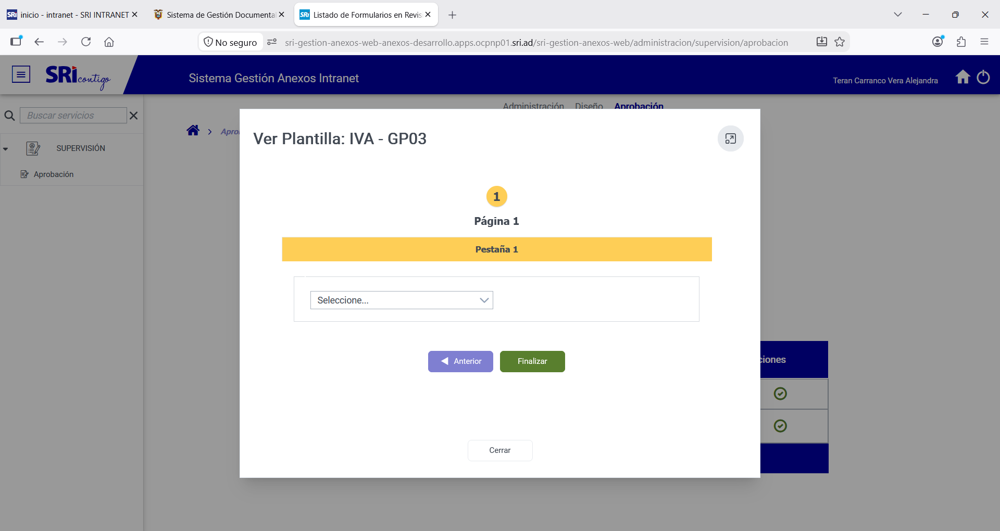 SRi inicio - intranet - SRI INTRANET
Sistema de Gestión Documental
SRi Listado de Formularios en Revis
No seguro
sri-gestion-anexos-web-anexos-desarrollo.apps.ocpnp01.sri.ad/sri-gestion-anexos-web/administracion/supervision/aprobacion
SRi contigo
Sistema Gestión Anexos Intranet
Teran Carranco Vera Alejandra
Buscar servicios
Administración Diseño Aprobación
Apro
SUPERVISIÓN
Aprobación
Ver Plantilla: IVA - GP03
1
Página 1
Pestaña 1
Seleccione...
Anterior
Finalizar
ciones
Cerrar